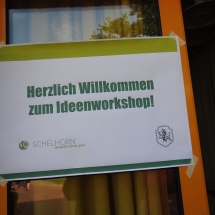 Herzlich Willkommen
zum Ideenworkshop!
SCHELHORN